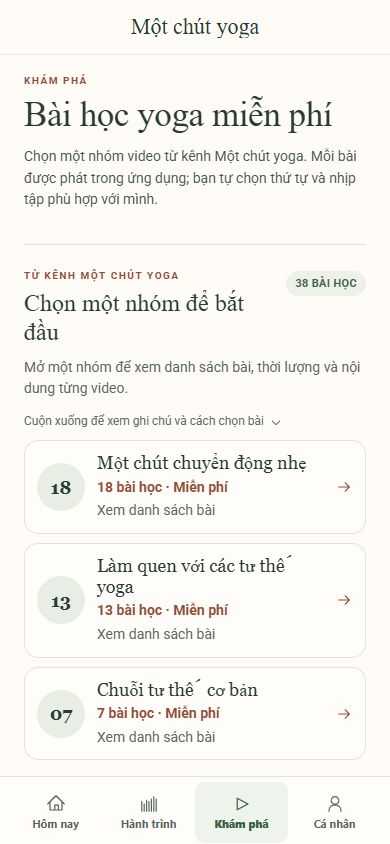 Một chút yoga
KHÁM PHÁ
Bài học yoga miễn phí
Chọn một nhóm video từ kênh Một chút yoga. Mỗi bài
được phát trong ứng dụng; bạn tự chọn thứ tự và nhịp
tập phù hợp với mình.
TỪ KÊNH MỘT CHÚT YOGA
38 BÀI HỌC
Chọn một nhóm để bắt
đầu
Mở một nhóm để xem danh sách bài, thời lượng và nội
dung từng video.
Cuộn xuống để xem ghi chú và cách chọn bài
18
Một chút chuyển động nhẹ
18 bài học · Miễn phí
Xem danh sách bài
13
Làm quen với các tư thế
yoga
13 bài học · Miễn phí
Xem danh sách bài
07
Chuỗi tư thế cơ bản
7 bài học · Miễn phí
Xem danh sách bài
Hôm nay
Hành trình
Khám phá
Cá nhân